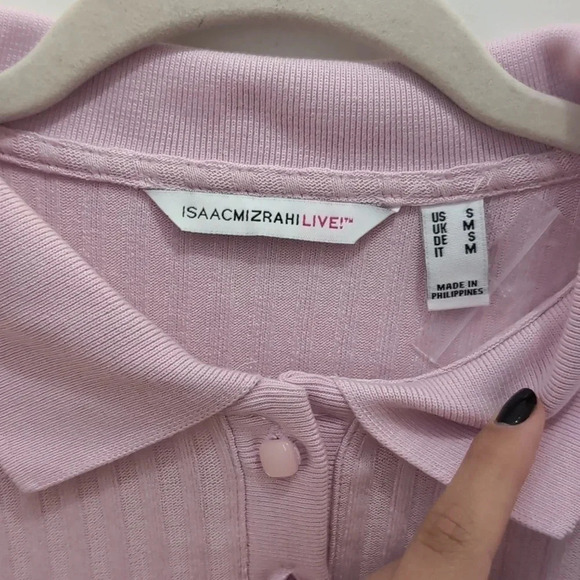 ISAACMIZRAHILIVE!™
US S
UK M
DE S
IT M
MADE IN
PHILIPPINES